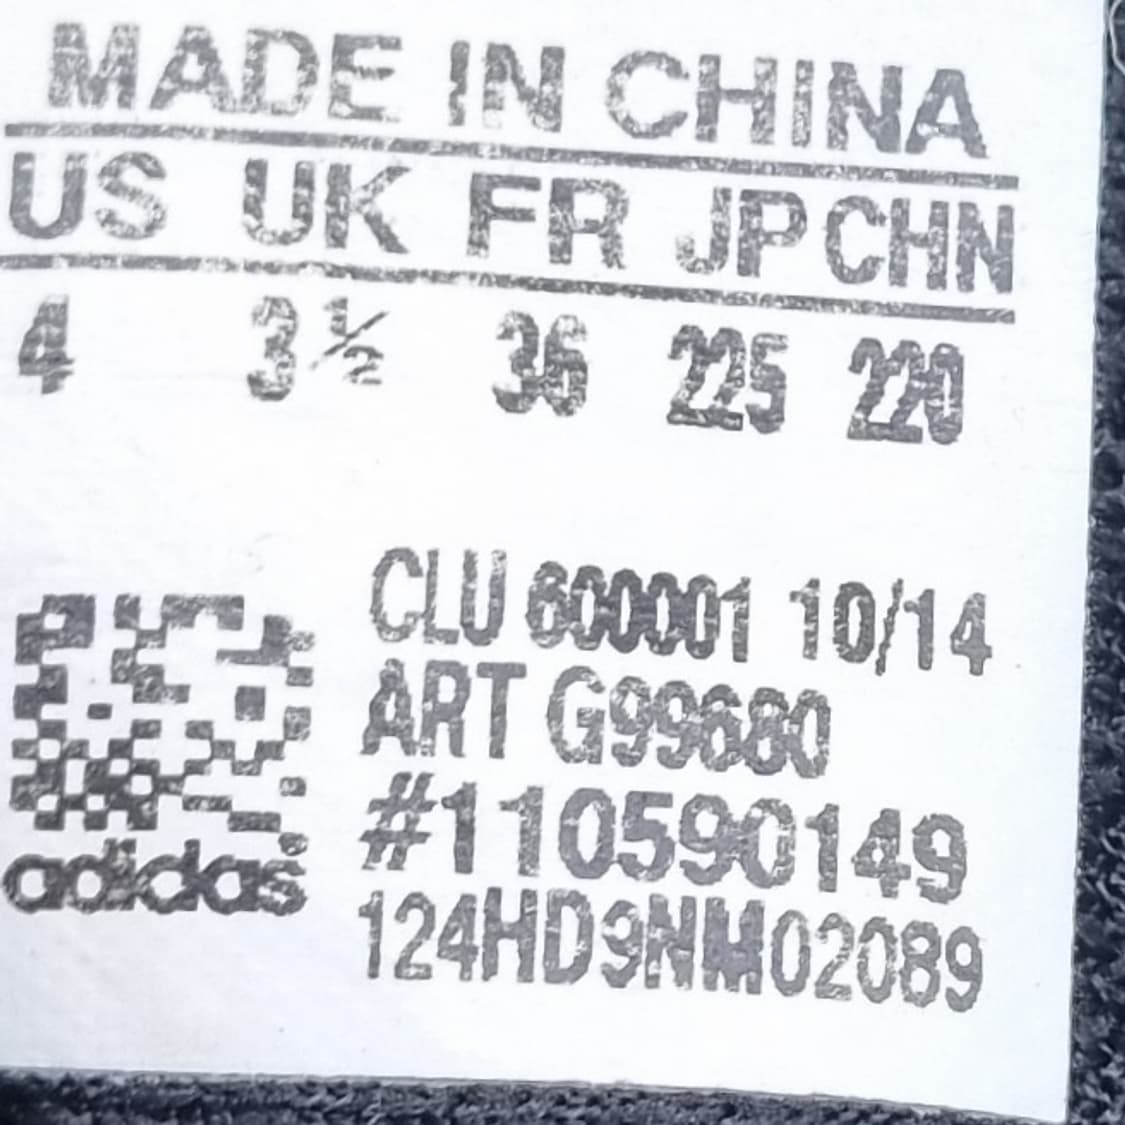 MADE IN CHINA
US UK FR JP CHN
4 3½ 36 225 220
CLU 600001 10/14
ART G99680
#110590149
124HD9NM02089
adidas